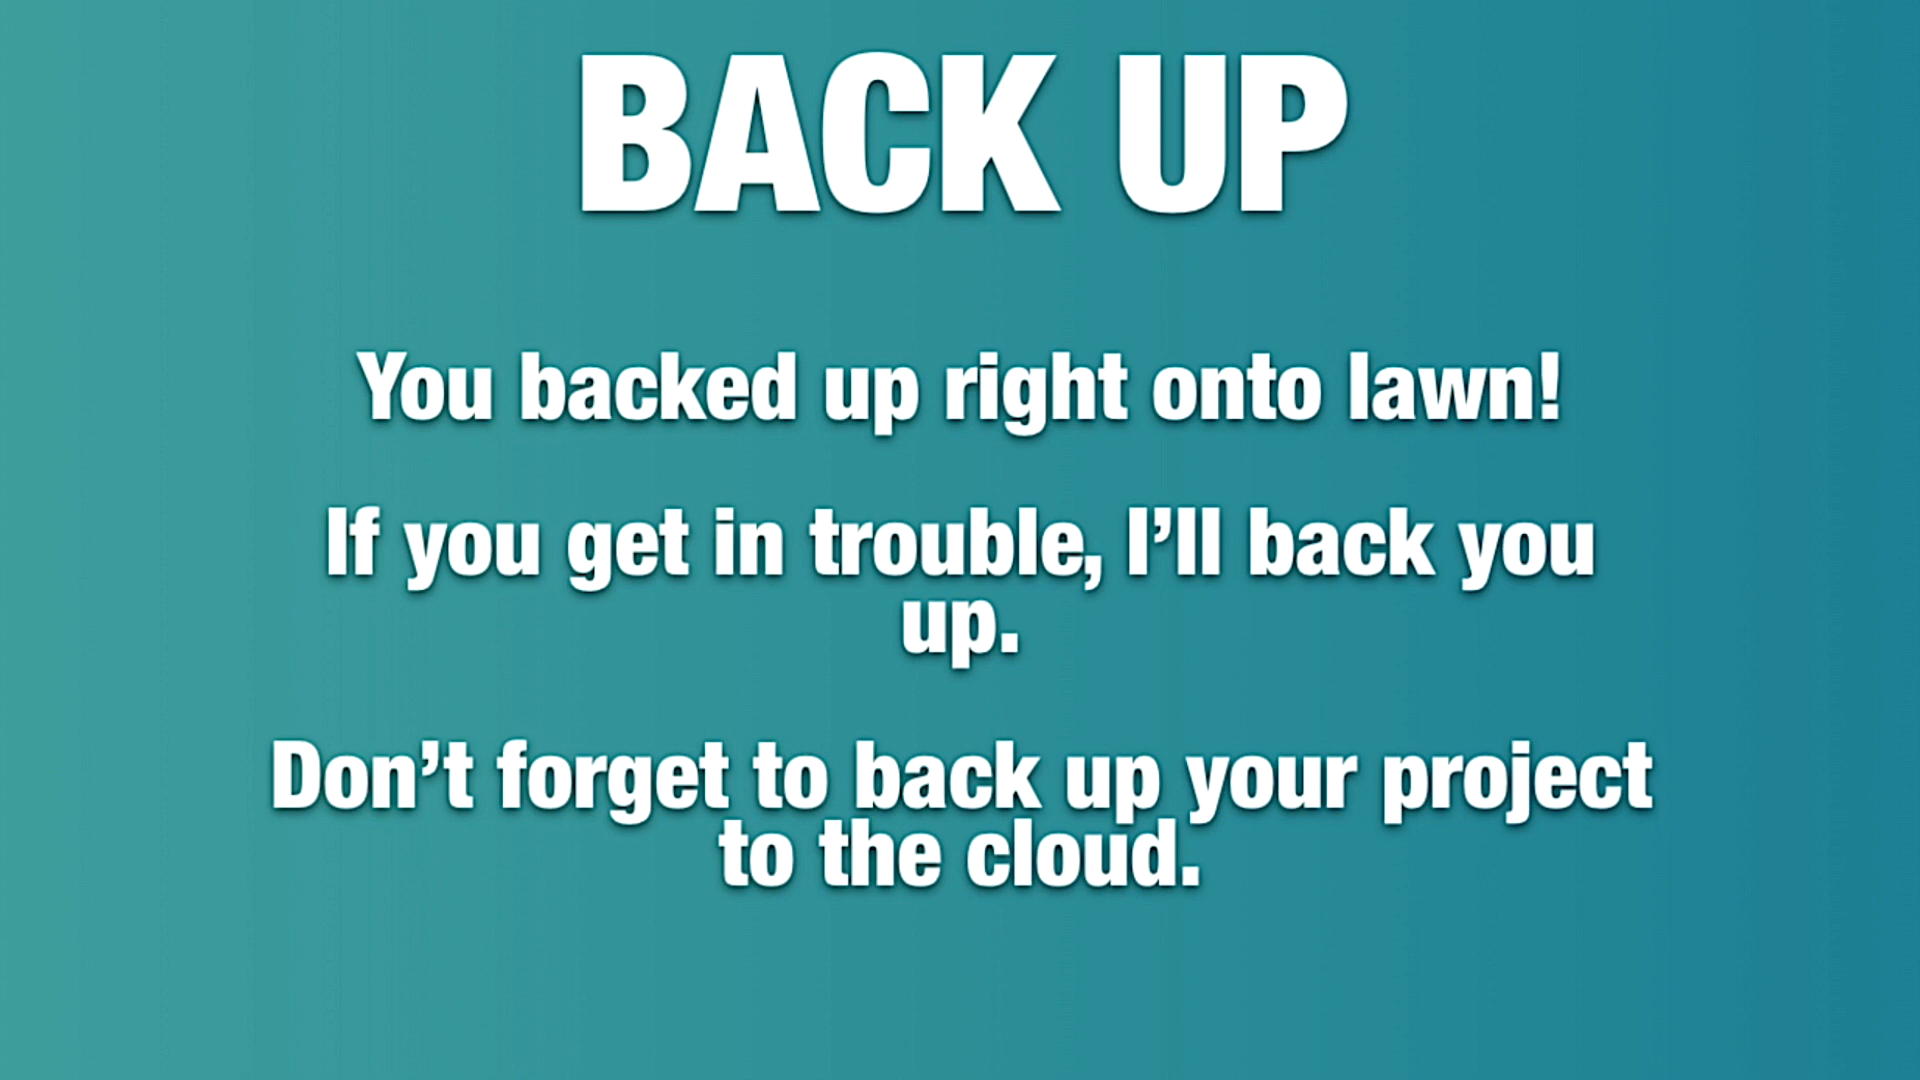 BACK UP
You backed up right onto lawn!
If you get in trouble, I’ll back you
up.
Don’t forget to back up your project
to the cloud.